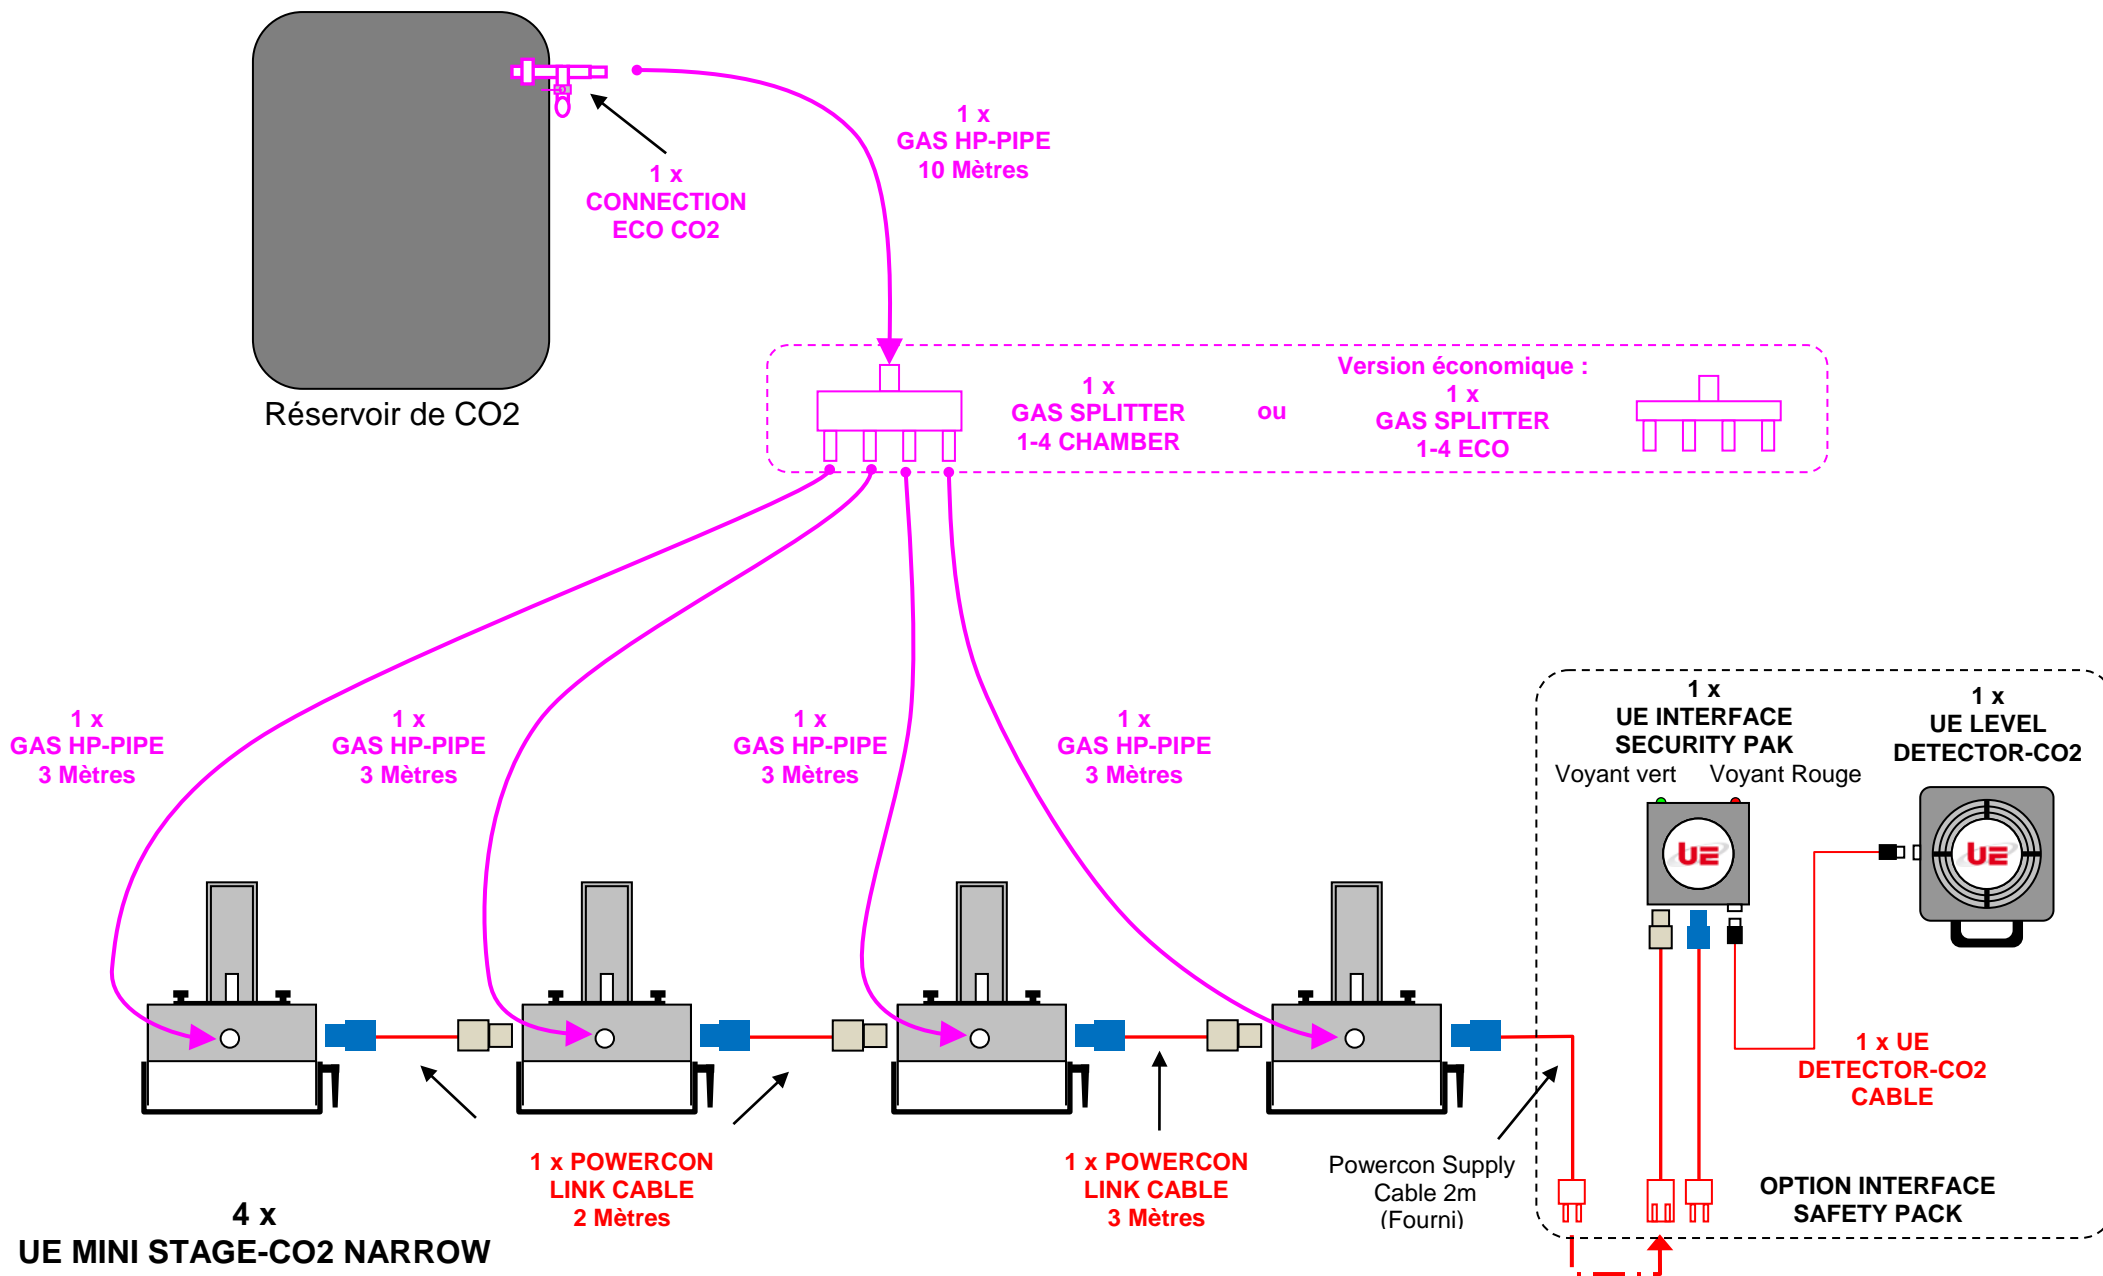 1 x
GAS HP-PIPE
10 Mètres
1 x
CONNECTION
ECO CO2
Réservoir de CO2
1 x
GAS SPLITTER
1-4 CHAMBER
ou
Version économique :
1 x
GAS SPLITTER
1-4 ECO
1 x
GAS HP-PIPE
3 Mètres
1 x
GAS HP-PIPE
3 Mètres
1 x
GAS HP-PIPE
3 Mètres
1 x
GAS HP-PIPE
3 Mètres
1 x
UE INTERFACE
SECURITY PAK
Voyant vert
Voyant Rouge
UE
1 x
UE LEVEL
DETECTOR-CO2
UE
1 x UE
DETECTOR-CO2
CABLE
1 x POWERCON
LINK CABLE
2 Mètres
1 x POWERCON
LINK CABLE
3 Mètres
Powercon Supply
Cable 2m
(Fourni)
OPTION INTERFACE
SAFETY PACK
4 x
UE MINI STAGE-CO2 NARROW